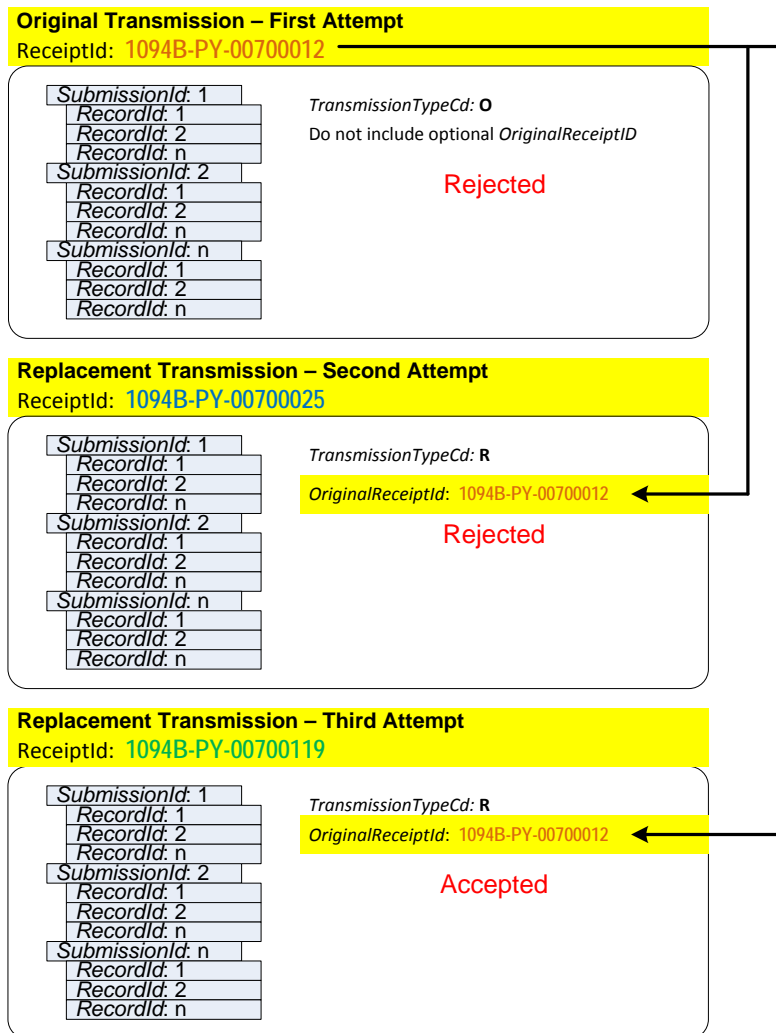 Original Transmission – First Attempt
ReceiptId: 1094B-PY-00700012
SubmissionId: 1
RecordId: 1
RecordId: 2
RecordId: n
SubmissionId: 2
RecordId: 1
RecordId: 2
RecordId: n
SubmissionId: n
RecordId: 1
RecordId: 2
RecordId: n
TransmissionTypeCd: O
Do not include optional OriginalReceiptID
Rejected
Replacement Transmission – Second Attempt
ReceiptId: 1094B-PY-00700025
SubmissionId: 1
RecordId: 1
RecordId: 2
RecordId: n
SubmissionId: 2
RecordId: 1
RecordId: 2
RecordId: n
SubmissionId: n
RecordId: 1
RecordId: 2
RecordId: n
TransmissionTypeCd: R
OriginalReceiptId: 1094B-PY-00700012
Rejected
Replacement Transmission – Third Attempt
ReceiptId: 1094B-PY-00700119
SubmissionId: 1
RecordId: 1
RecordId: 2
RecordId: n
SubmissionId: 2
RecordId: 1
RecordId: 2
RecordId: n
SubmissionId: n
RecordId: 1
RecordId: 2
RecordId: n
TransmissionTypeCd: R
OriginalReceiptId: 1094B-PY-00700012
Accepted